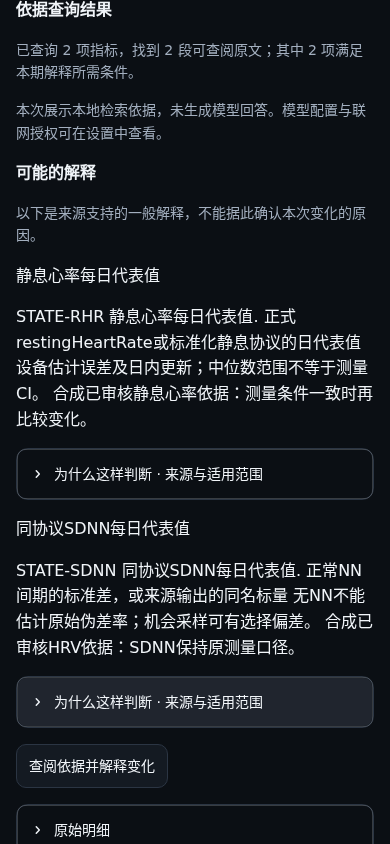 依据查询结果
已查询 2 项指标，找到 2 段可查阅原文；其中 2 项满足
本期解释所需条件。
本次展示本地检索依据，未生成模型回答。模型配置与联
网授权可在设置中查看。
可能的解释
以下是来源支持的一般解释，不能据此确认本次变化的原
因。
静息心率每日代表值
STATE-RHR 静息心率每日代表值. 正式
restingHeartRate或标准化静息协议的日代表值
设备估计误差及日内更新；中位数范围不等于测量
CI。 合成已审核静息心率依据：测量条件一致时再
比较变化。
为什么这样判断 · 来源与适用范围
同协议SDNN每日代表值
STATE-SDNN 同协议SDNN每日代表值. 正常NN
间期的标准差，或来源输出的同名标量 无NN不能
估计原始伪差率；机会采样可有选择偏差。 合成已
审核HRV依据：SDNN保持原测量口径。
为什么这样判断 · 来源与适用范围
查阅依据并解释变化
原始明细